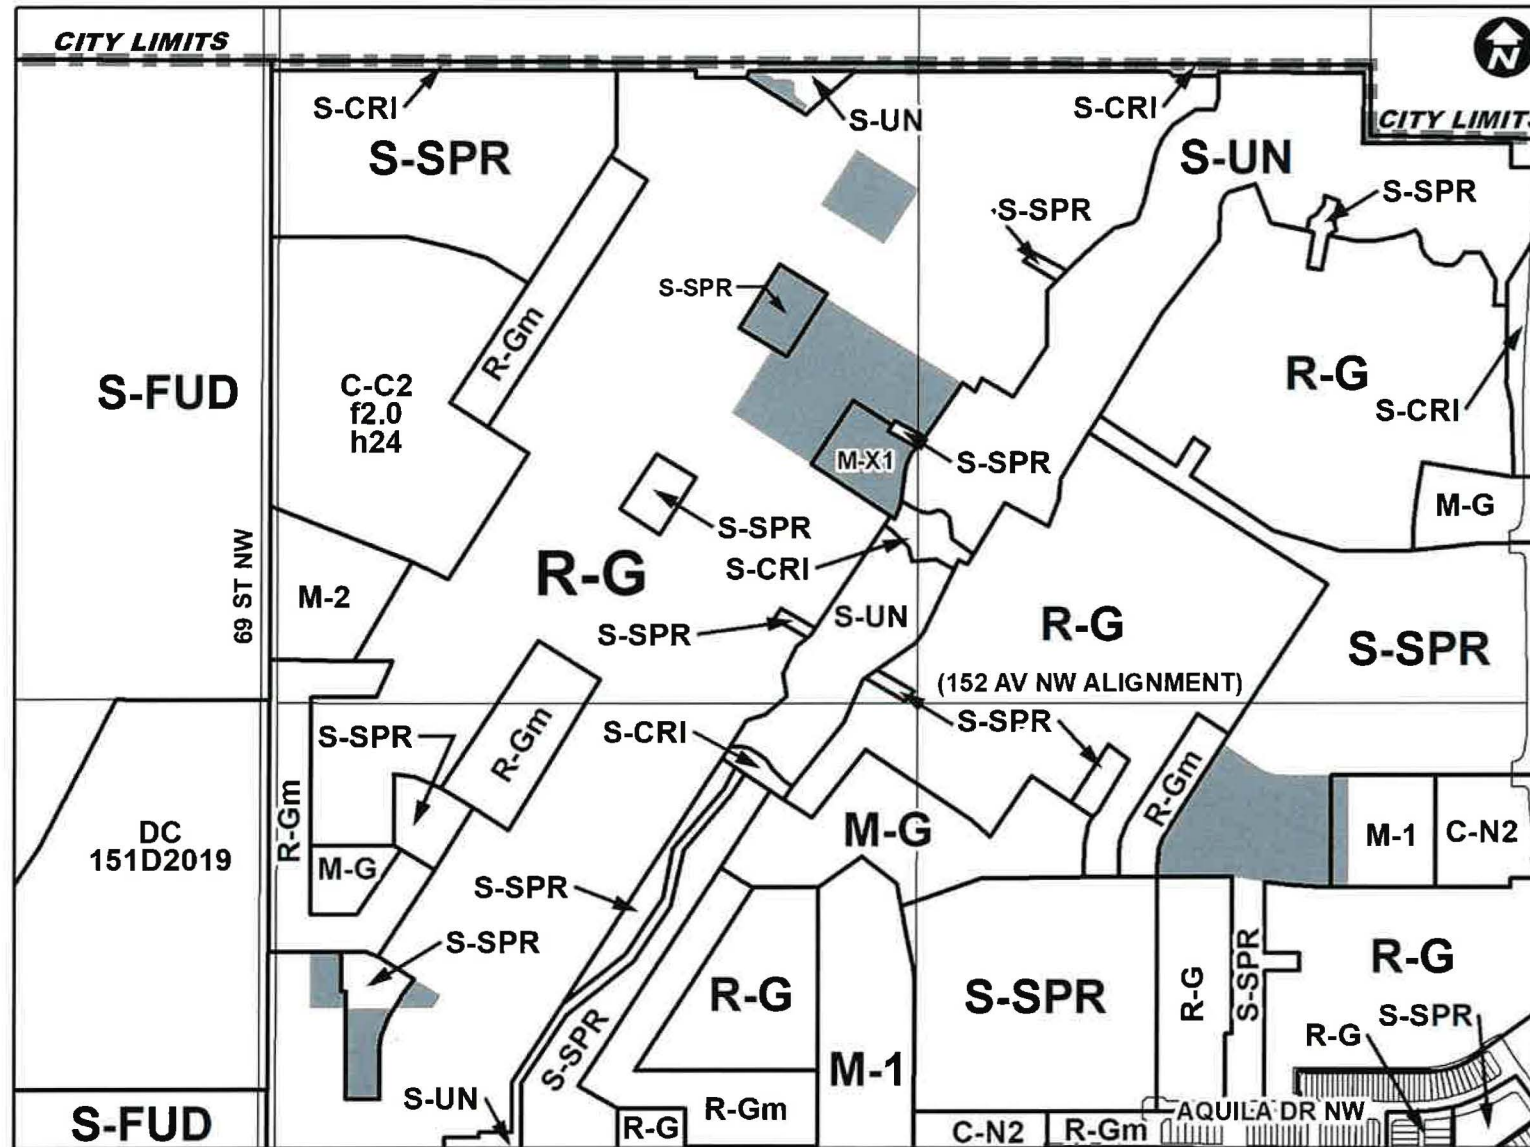 CITY LIMITS
N
S-CRI
S-UN
S-CRI
CITY LIMITS
S-SPR
S-UN
S-SPR
S-SPR
S-SPR
R-Gm
S-FUD
C-C2
f2.0
h24
R-G
S-CRI
M-X1
S-SPR
M-G
S-SPR
S-CRI
R-G
69 ST NW
M-2
S-SPR
S-UN
R-G
S-SPR
(152 AV NW ALIGNMENT)
S-SPR
S-SPR
S-CRI
R-Gm
R-Gm
R-Gm
DC
151D2019
M-G
M-G
M-1
C-N2
S-SPR
S-SPR
R-G
S-SPR
R-G
S-SPR
R-G
S-SPR
R-G
S-SPR
M-1
S-UN
S-FUD
R-G
R-Gm
C-N2
R-Gm
AQUILA DR NW